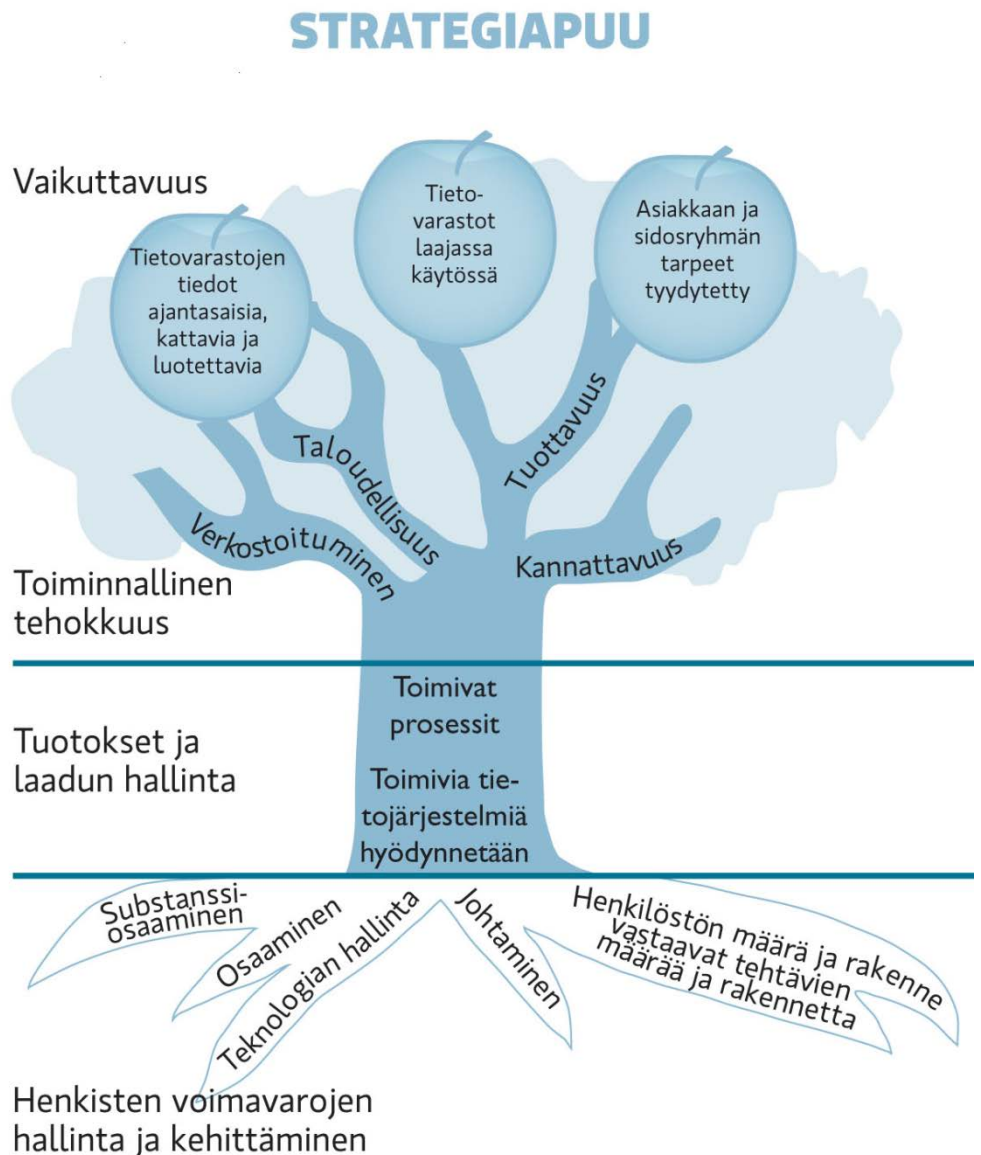 STRATEGIAPUU
Vaikuttavuus
Tietovarastojen
tiedot
ajantasaisia,
kattavia ja
luotettavia
Tieto-
varastot
laajassa
käytössä
Asiakkaan ja
sidosryhmän
tarpeet
tyydytetty
Verkostoituminen
Taloudellisuus
Tuottavuus
Kannattavuus
Toiminnallinen
tehokkuus
Tuotokset ja
laadun hallinta
Toimivat
prosessit
Toimivia tie-
tojärjestelmiä
hyödynnetään
Substanssi-
osaaminen
Osaaminen
Teknologian hallinta
Johtaminen
Henkilöstön määrä ja rakenne
vastaavat tehtävien
määrää ja rakennetta
Henkisten voimavarojen
hallinta ja kehittäminen